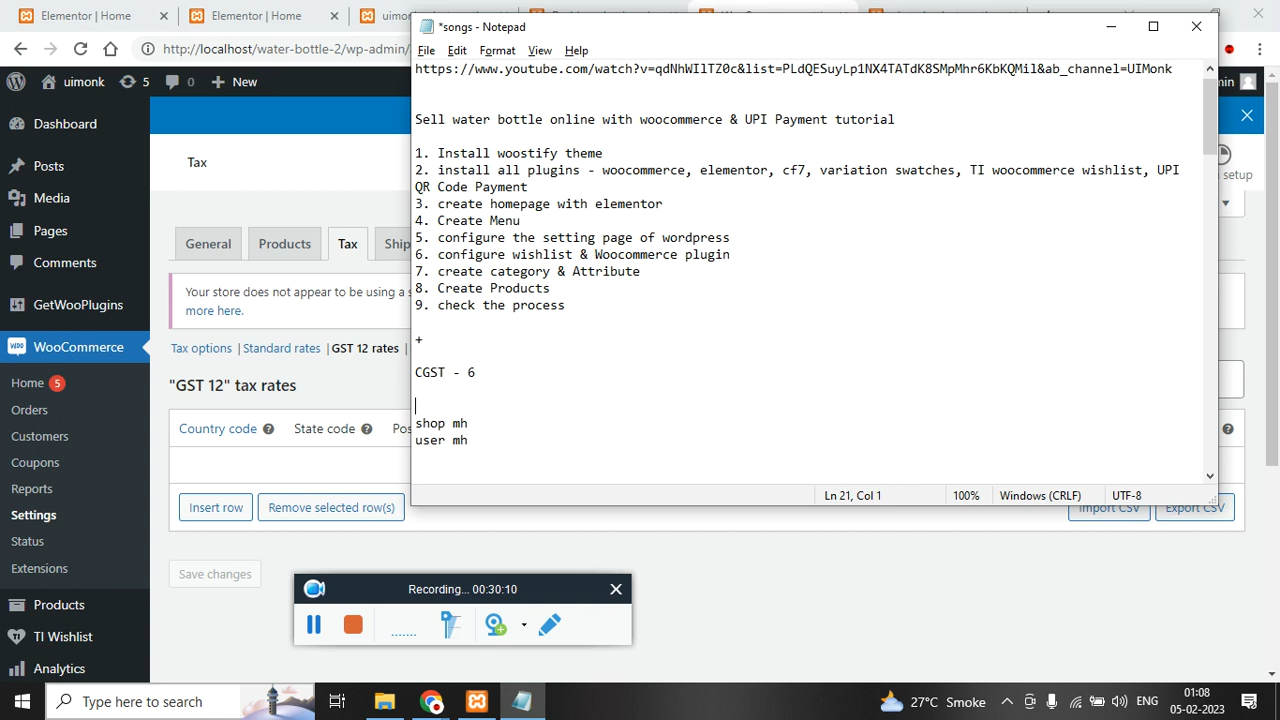 Elementor | Home
Elementor | Home
uimo
http://localhost/water-bottle-2/wp-admin/
*songs - Notepad
File Edit Format View Help
https://www.youtube.com/watch?v=qdNhWIlTZ0c&list=PLdQESuyLp1NX4TATdK8SMpMhr6KbKQMil&ab_channel=UIMonk
Sell water bottle online with woocommerce & UPI Payment tutorial
1. Install woostify theme
2. install all plugins - woocommerce, elementor, cf7, variation swatches, TI woocommerce wishlist, UPI
QR Code Payment
3. create homepage with elementor
4. Create Menu
5. configure the setting page of wordpress
6. configure wishlist & Woocommerce plugin
7. create category & Attribute
8. Create Products
9. check the process
+
CGST - 6
shop mh
user mh
Ln 21, Col 1 100% Windows (CRLF) UTF-8
uimonk 5 0 New
min
Dashboard
Posts
Media
Pages
Comments
GetWooPlugins
WooCommerce
Home 5
Orders
Customers
Coupons
Reports
Settings
Status
Extensions
Products
TI Wishlist
Analytics
Tax
setup
General Products Tax Ship
Your store does not appear to be using a s
more here.
Tax options | Standard rates | GST 12 rates |
"GST 12" tax rates
Country code State code Pos
Insert row Remove selected row(s) Import CSV Export CSV
Save changes
Recording... 00:30:10
Type here to search
27°C Smoke
ENG
01:08
05-02-2023